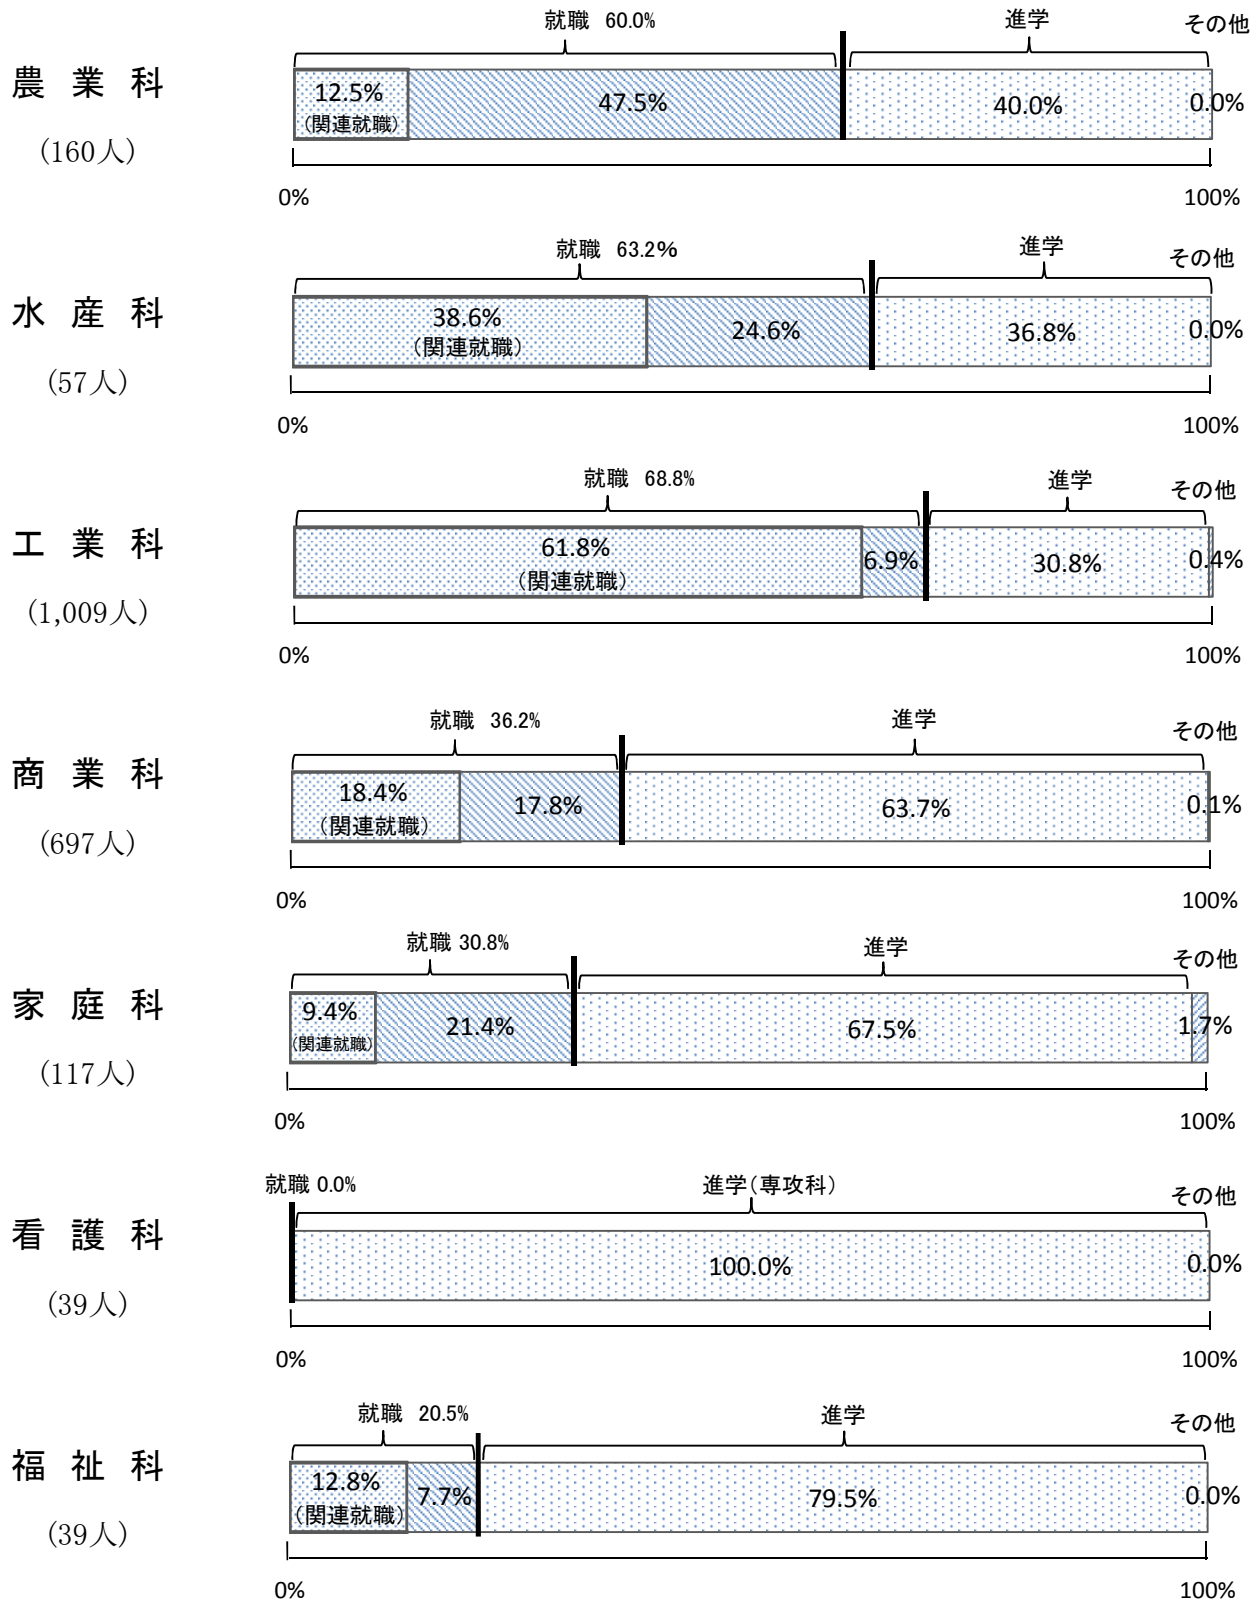 就職 60.0%
進学
その他
農業科
(160人)
12.5%
(関連就職)
47.5%
40.0%
0.0%
0%
100%
就職 63.2%
進学
その他
水産科
(57人)
38.6%
(関連就職)
24.6%
36.8%
0.0%
0%
100%
就職 68.8%
進学
その他
工業科
(1,009人)
61.8%
(関連就職)
6.9%
30.8%
0.4%
0%
100%
就職 36.2%
進学
その他
商業科
(697人)
18.4%
(関連就職)
17.8%
63.7%
0.1%
0%
100%
就職 30.8%
進学
その他
家庭科
(117人)
9.4%
(関連就職)
21.4%
67.5%
1.7%
0%
100%
就職 0.0%
進学(専攻科)
その他
看護科
(39人)
100.0%
0.0%
0%
100%
就職 20.5%
進学
その他
福祉科
(39人)
12.8%
(関連就職)
7.7%
79.5%
0.0%
0%
100%